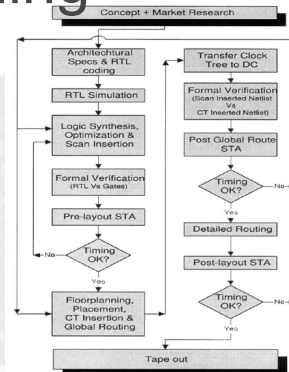 Concept + Market Research
Architechtural
Specs & RTL
coding
RTL Simulation
Logic Synthesis,
Optimization &
Scan Insertion
Formal Verification
(RTL Vs Gates)
Pre-layout STA
Timing
OK?
No
Yes
Floorplanning,
Placement,
CT Insertion &
Global Routing
Transfer Clock
Tree to DC
Formal Verification
(Scan Inserted Netlist
Vs
CT Inserted Netlist)
Post Global Route
STA
Timing
OK?
No
Yes
Detailed Routing
Post-layout STA
Timing
OK?
No
Yes
Tape out